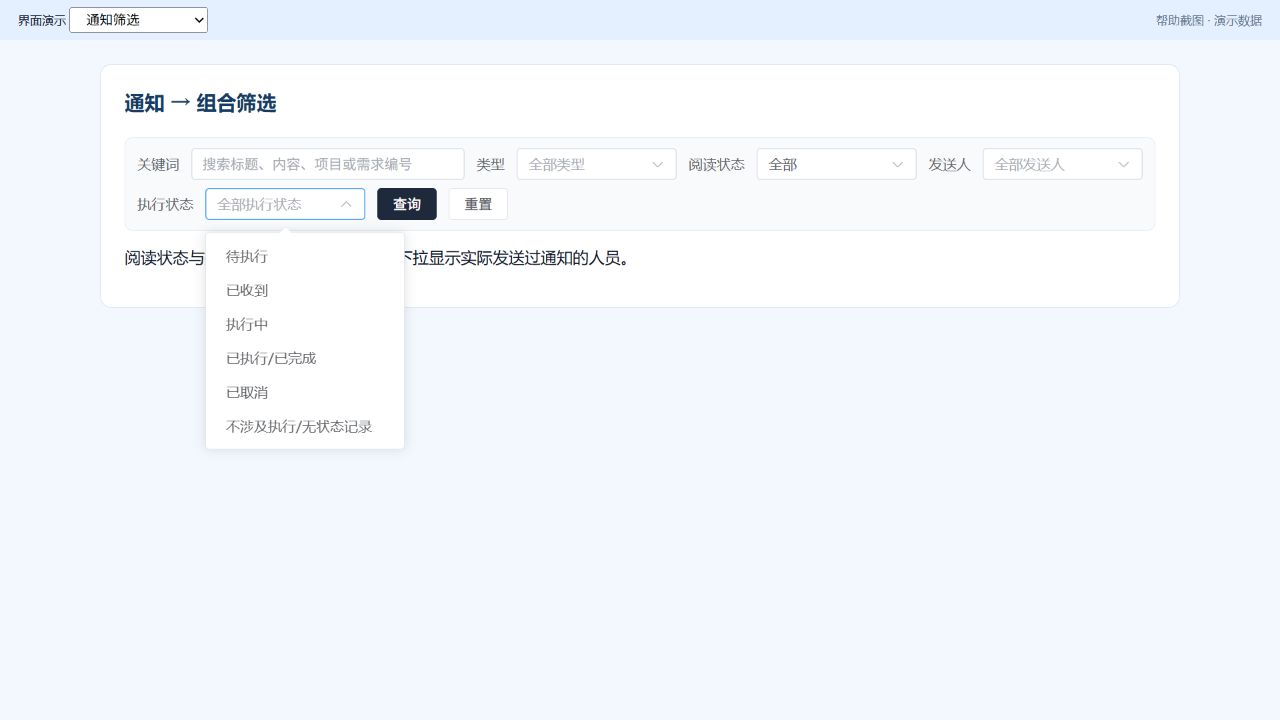 界面演示 通知筛选 帮助截图 · 演示数据
通知 → 组合筛选
关键词 搜索标题、内容、项目或需求编号 类型 全部类型 阅读状态 全部 发送人 全部发送人
执行状态 全部执行状态 查询 重置
阅读状态与 下拉显示实际发送过通知的人员。
待执行
已收到
执行中
已执行/已完成
已取消
不涉及执行/无状态记录